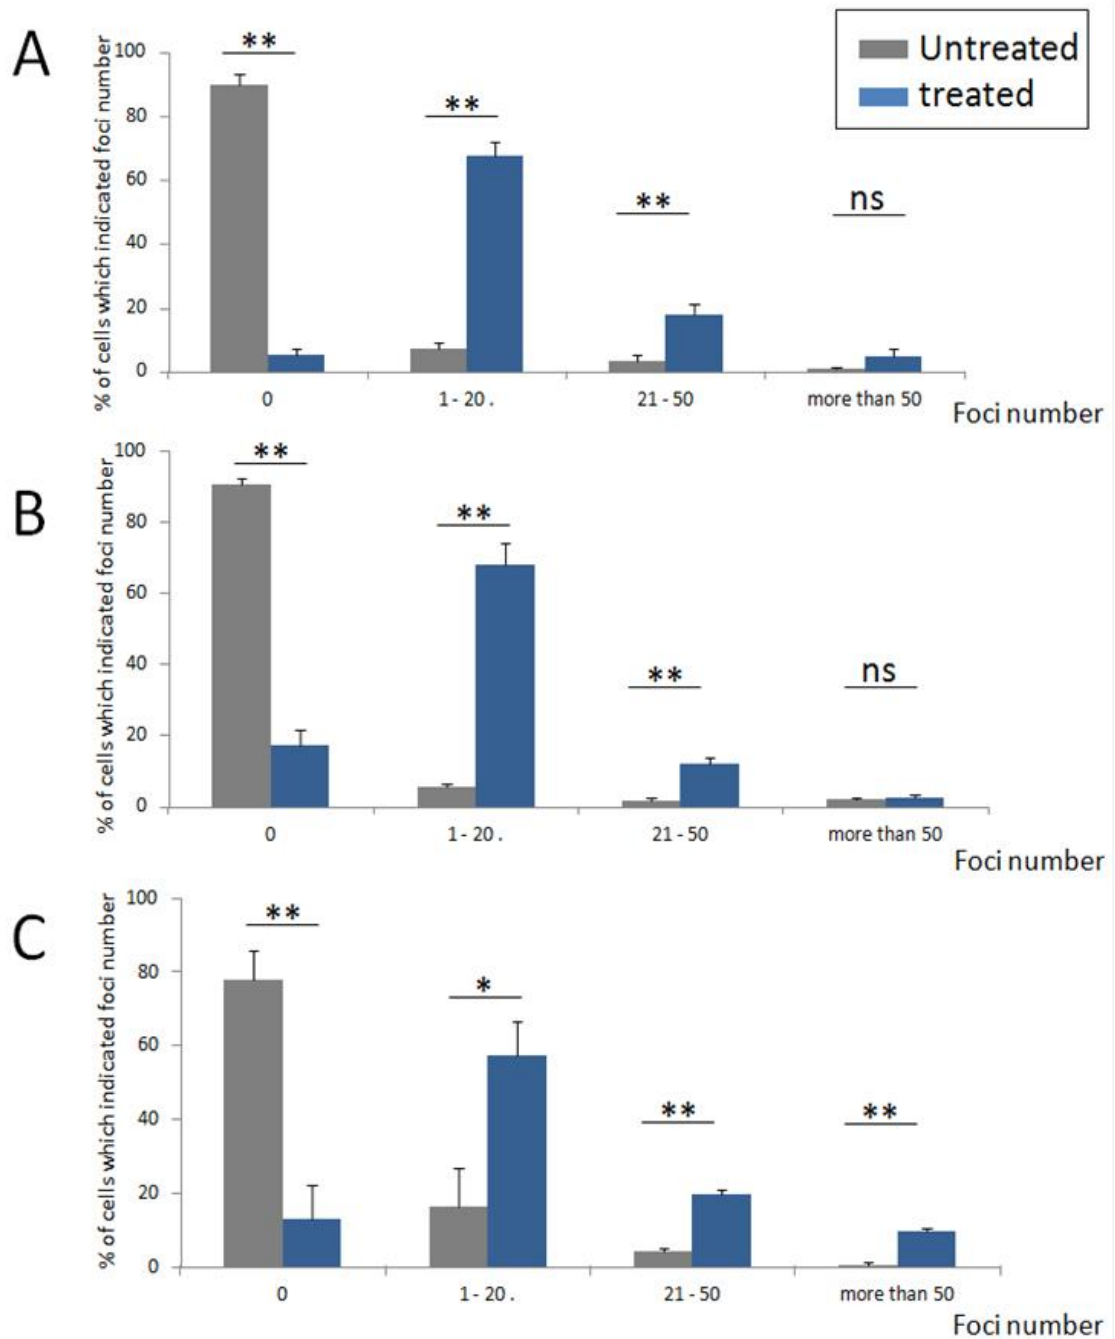 Untreated
treated
A
% of cells which indicated foci number
100
80
60
40
20
0
**
**
**
ns
0
1 - 20 .
21 - 50
more than 50
Foci number
B
% of cells which indicated foci number
100
80
60
40
20
0
**
**
**
ns
0
1 - 20 .
21 - 50
more than 50
Foci number
C
% of cells which indicated foci number
100
80
60
40
20
0
**
*
**
**
0
1 - 20 .
21 - 50
more than 50
Foci number